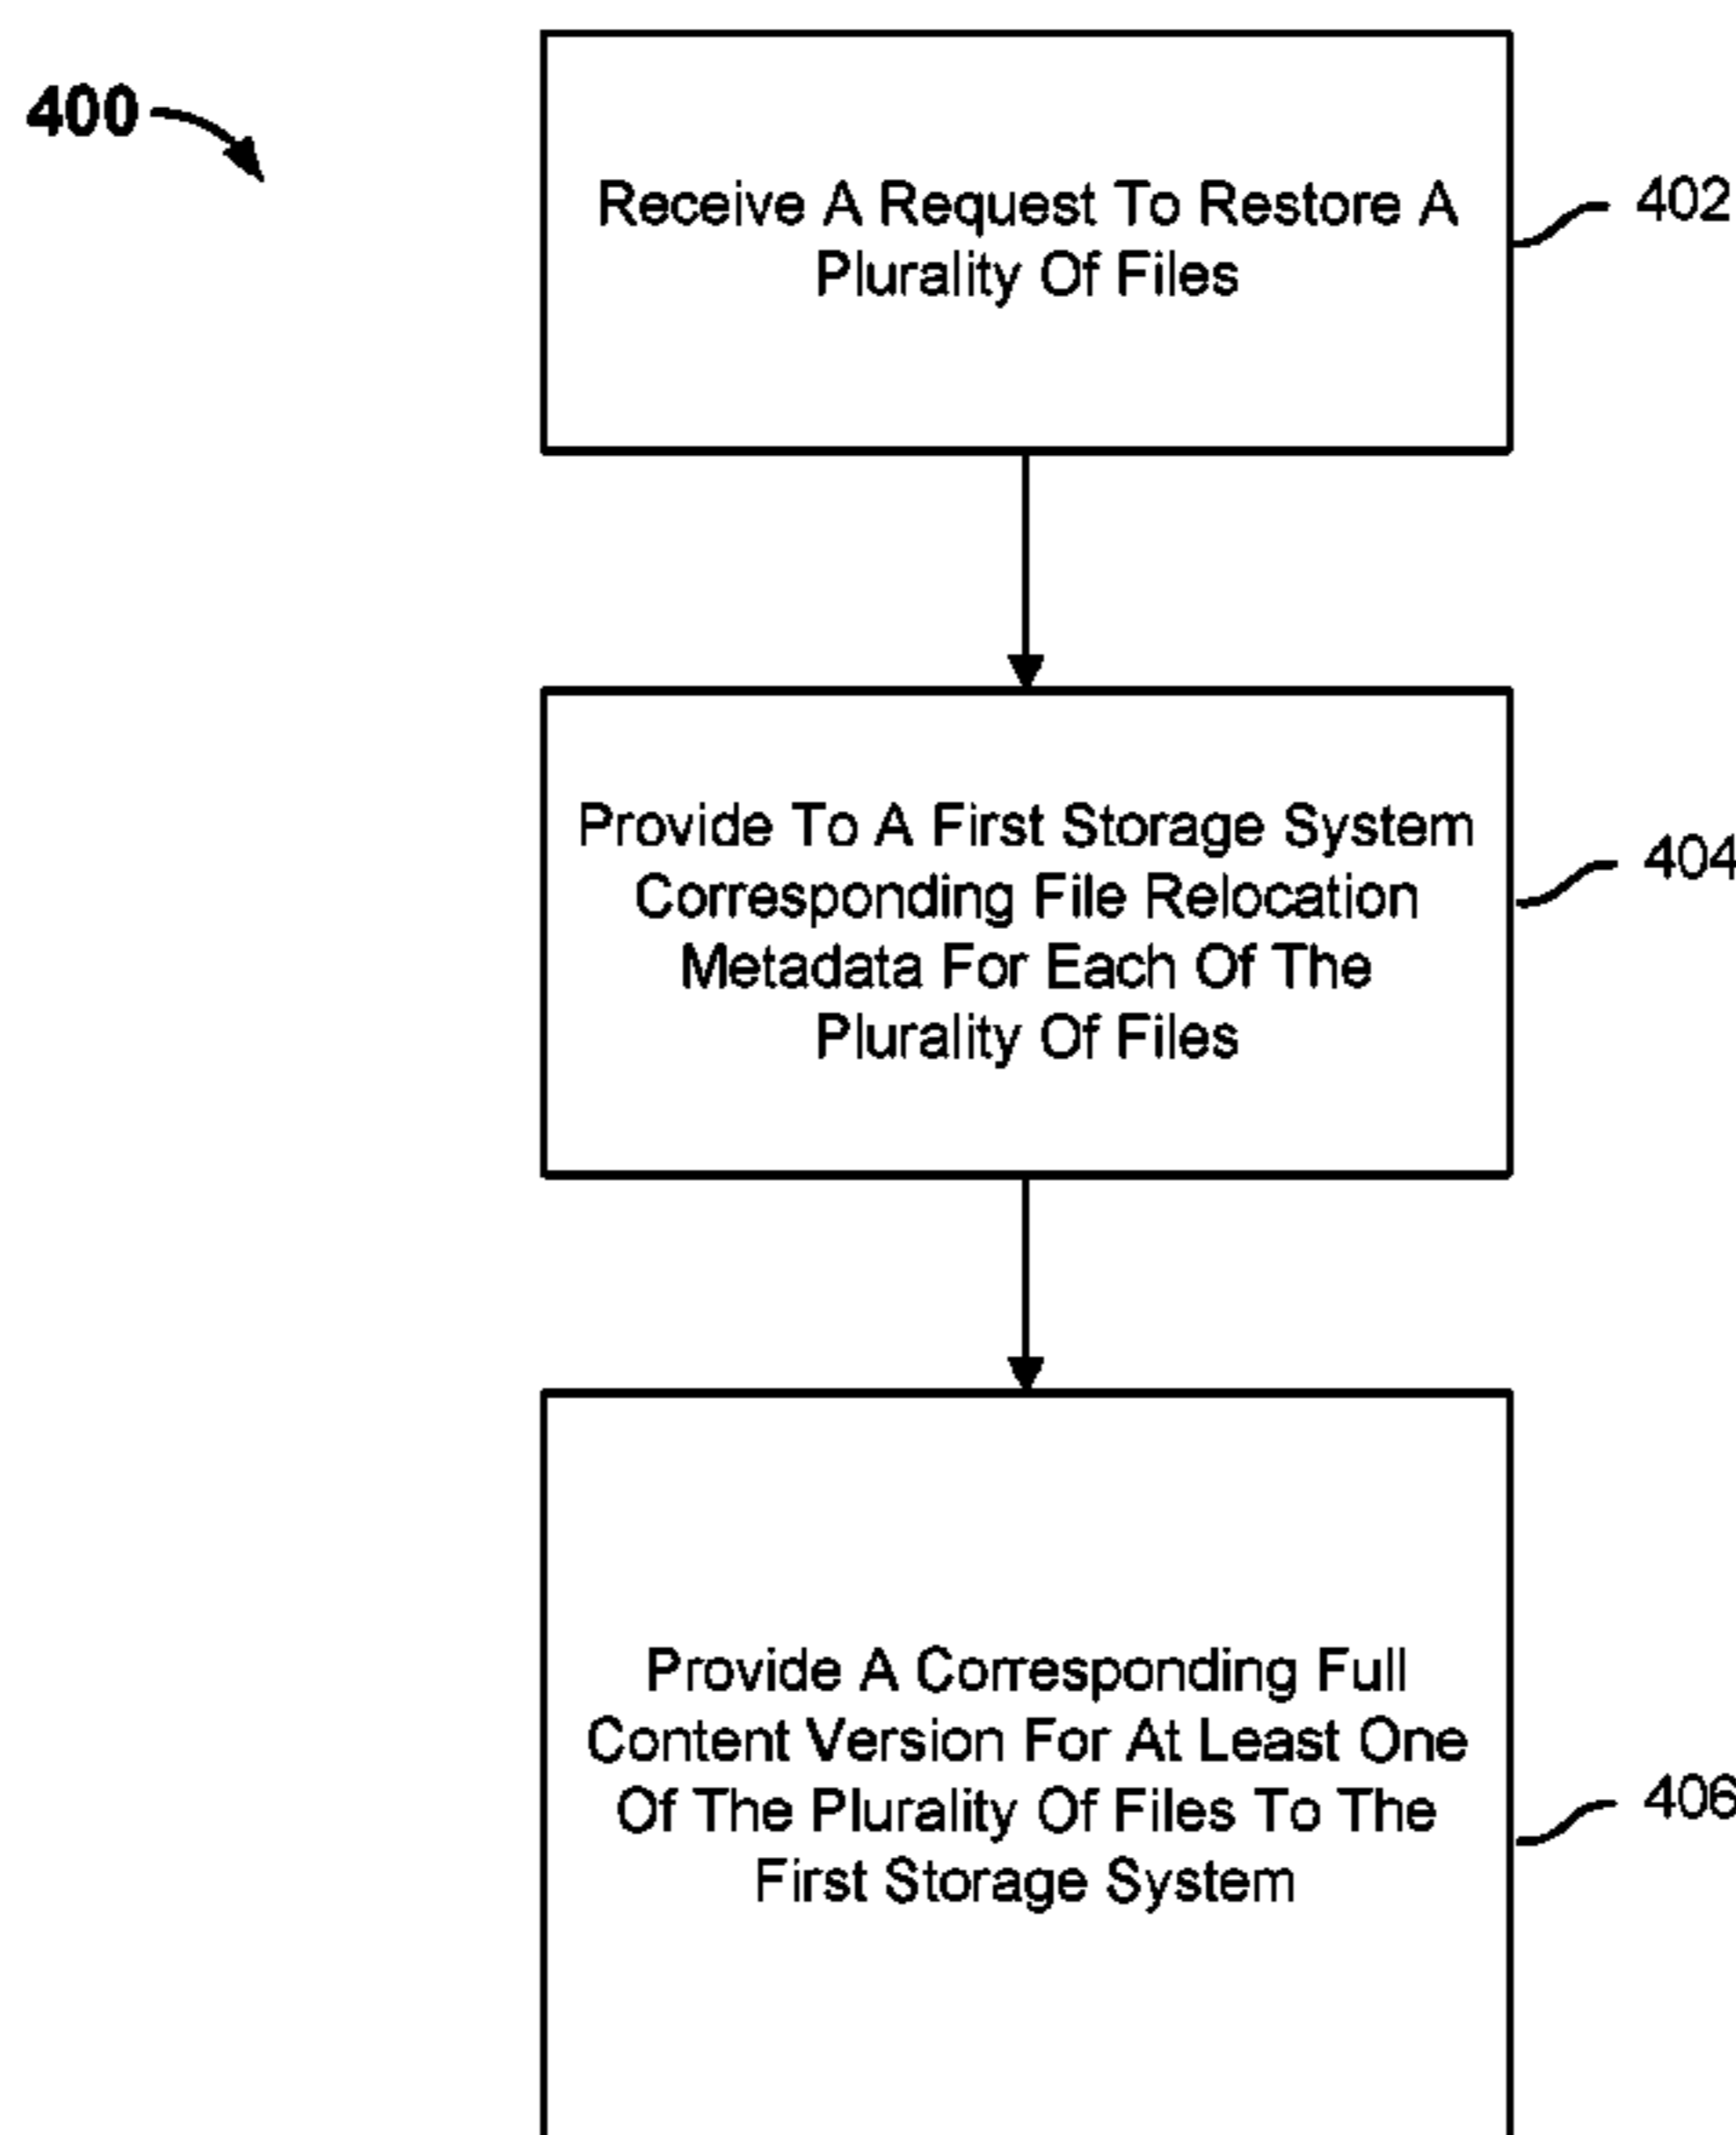 400
Receive A Request To Restore A
Plurality Of Files
402
Provide To A First Storage System
Corresponding File Relocation
Metadata For Each Of The
Plurality Of Files
404
Provide A Corresponding Full
Content Version For At Least One
Of The Plurality Of Files To The
First Storage System
406